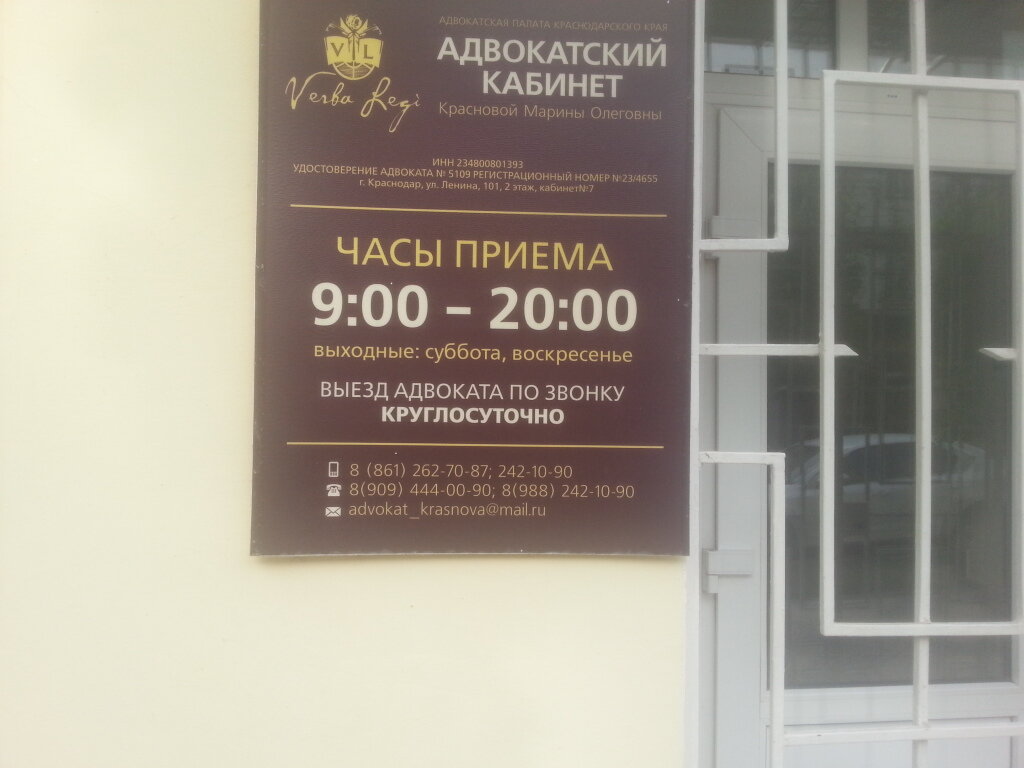 VL
Verba Legi
АДВОКАТСКАЯ ПАЛАТА КРАСНОДАРСКОГО КРАЯ
АДВОКАТСКИЙ
КАБИНЕТ
Красновой Марины Олеговны
ИНН 234800801393
УДОСТОВЕРЕНИЕ АДВОКАТА № 5109 РЕГИСТРАЦИОННЫЙ НОМЕР №23/4655
г. Краснодар, ул. Ленина, 101, 2 этаж, кабинет№7
ЧАСЫ ПРИЕМА
9:00 – 20:00
выходные: суббота, воскресенье
ВЫЕЗД АДВОКАТА ПО ЗВОНКУ
КРУГЛОСУТОЧНО
8 (861) 262-70-87; 242-10-90
8(909) 444-00-90; 8(988) 242-10-90
advokat_krasnova@mail.ru